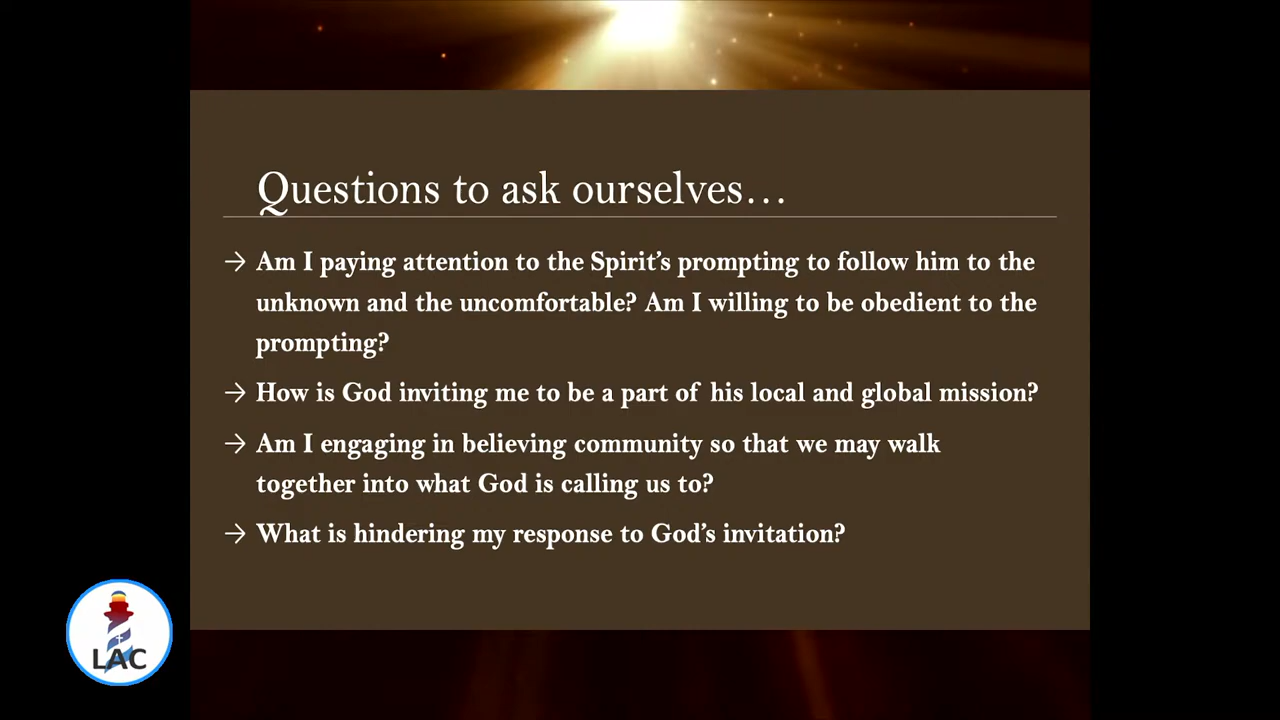 Questions to ask ourselves…
→ Am I paying attention to the Spirit’s prompting to follow him to the
unknown and the uncomfortable? Am I willing to be obedient to the
prompting?
→ How is God inviting me to be a part of his local and global mission?
→ Am I engaging in believing community so that we may walk
together into what God is calling us to?
→ What is hindering my response to God’s invitation?
LAC